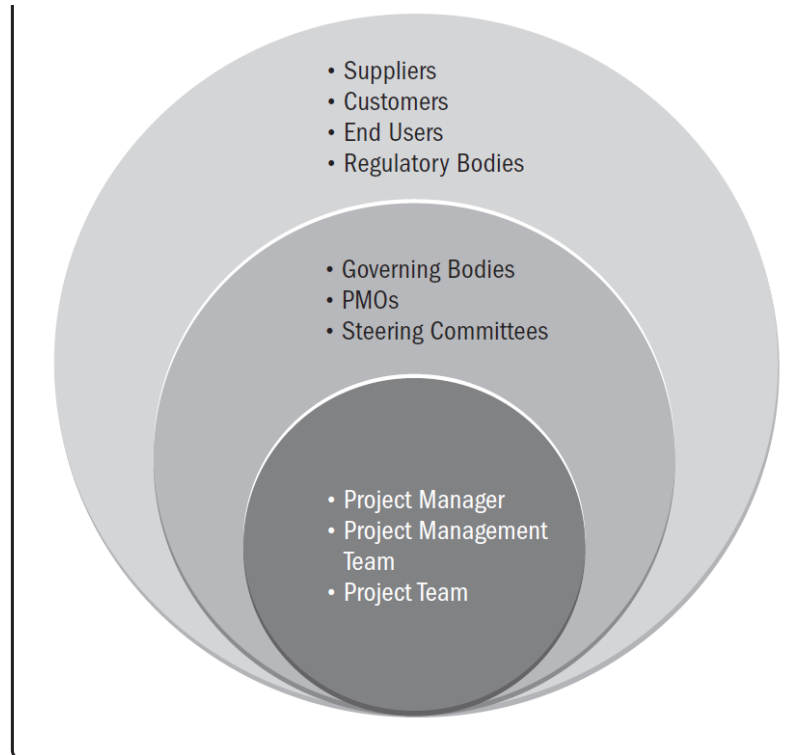 • Suppliers
• Customers
• End Users
• Regulatory Bodies
• Governing Bodies
• PMOs
• Steering Committees
• Project Manager
• Project Management
Team
• Project Team